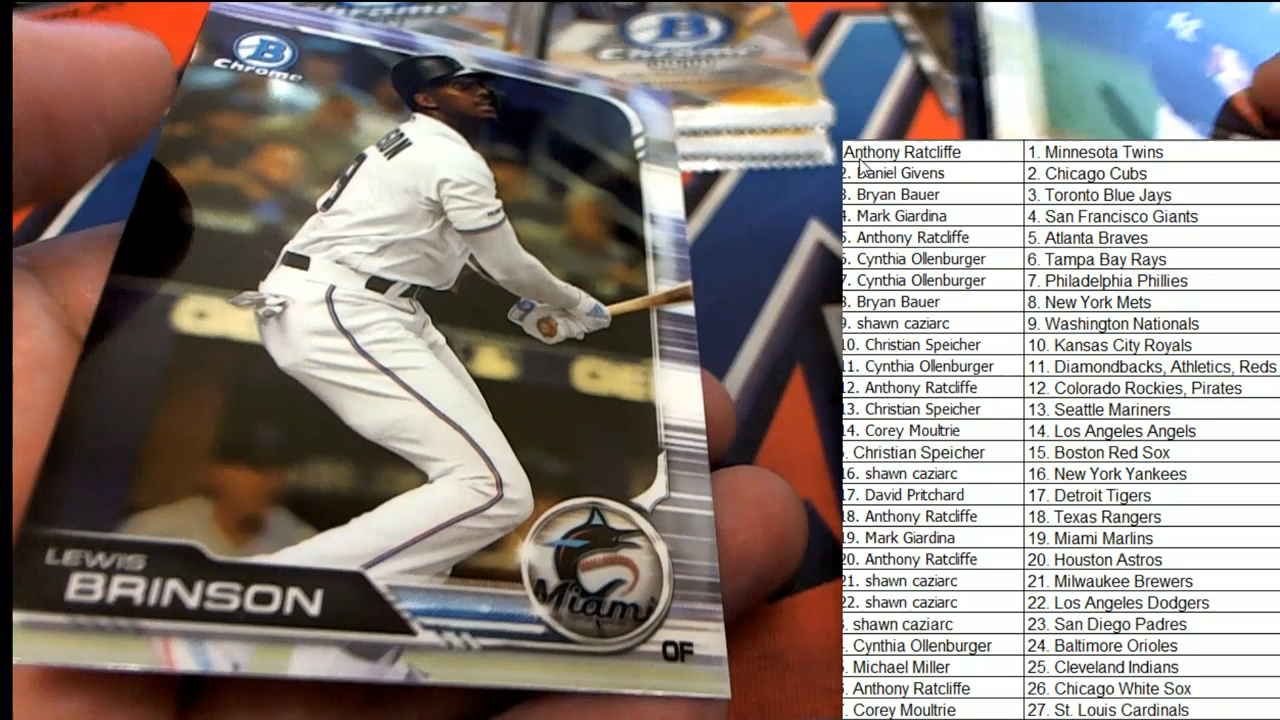 B
Chrome
LEWIS
BRINSON
Miami
OF
Anthony Ratcliffe 1. Minnesota Twins
2. Daniel Givens 2. Chicago Cubs
3. Bryan Bauer 3. Toronto Blue Jays
4. Mark Giardina 4. San Francisco Giants
5. Anthony Ratcliffe 5. Atlanta Braves
6. Cynthia Ollenburger 6. Tampa Bay Rays
7. Cynthia Ollenburger 7. Philadelphia Phillies
8. Bryan Bauer 8. New York Mets
9. shawn caziarc 9. Washington Nationals
10. Christian Speicher 10. Kansas City Royals
11. Cynthia Ollenburger 11. Diamondbacks, Athletics, Reds
12. Anthony Ratcliffe 12. Colorado Rockies, Pirates
13. Christian Speicher 13. Seattle Mariners
14. Corey Moultrie 14. Los Angeles Angels
. Christian Speicher 15. Boston Red Sox
16. shawn caziarc 16. New York Yankees
17. David Pritchard 17. Detroit Tigers
18. Anthony Ratcliffe 18. Texas Rangers
19. Mark Giardina 19. Miami Marlins
20. Anthony Ratcliffe 20. Houston Astros
21. shawn caziarc 21. Milwaukee Brewers
22. shawn caziarc 22. Los Angeles Dodgers
. shawn caziarc 23. San Diego Padres
. Cynthia Ollenburger 24. Baltimore Orioles
. Michael Miller 25. Cleveland Indians
. Anthony Ratcliffe 26. Chicago White Sox
. Corey Moultrie 27. St. Louis Cardinals